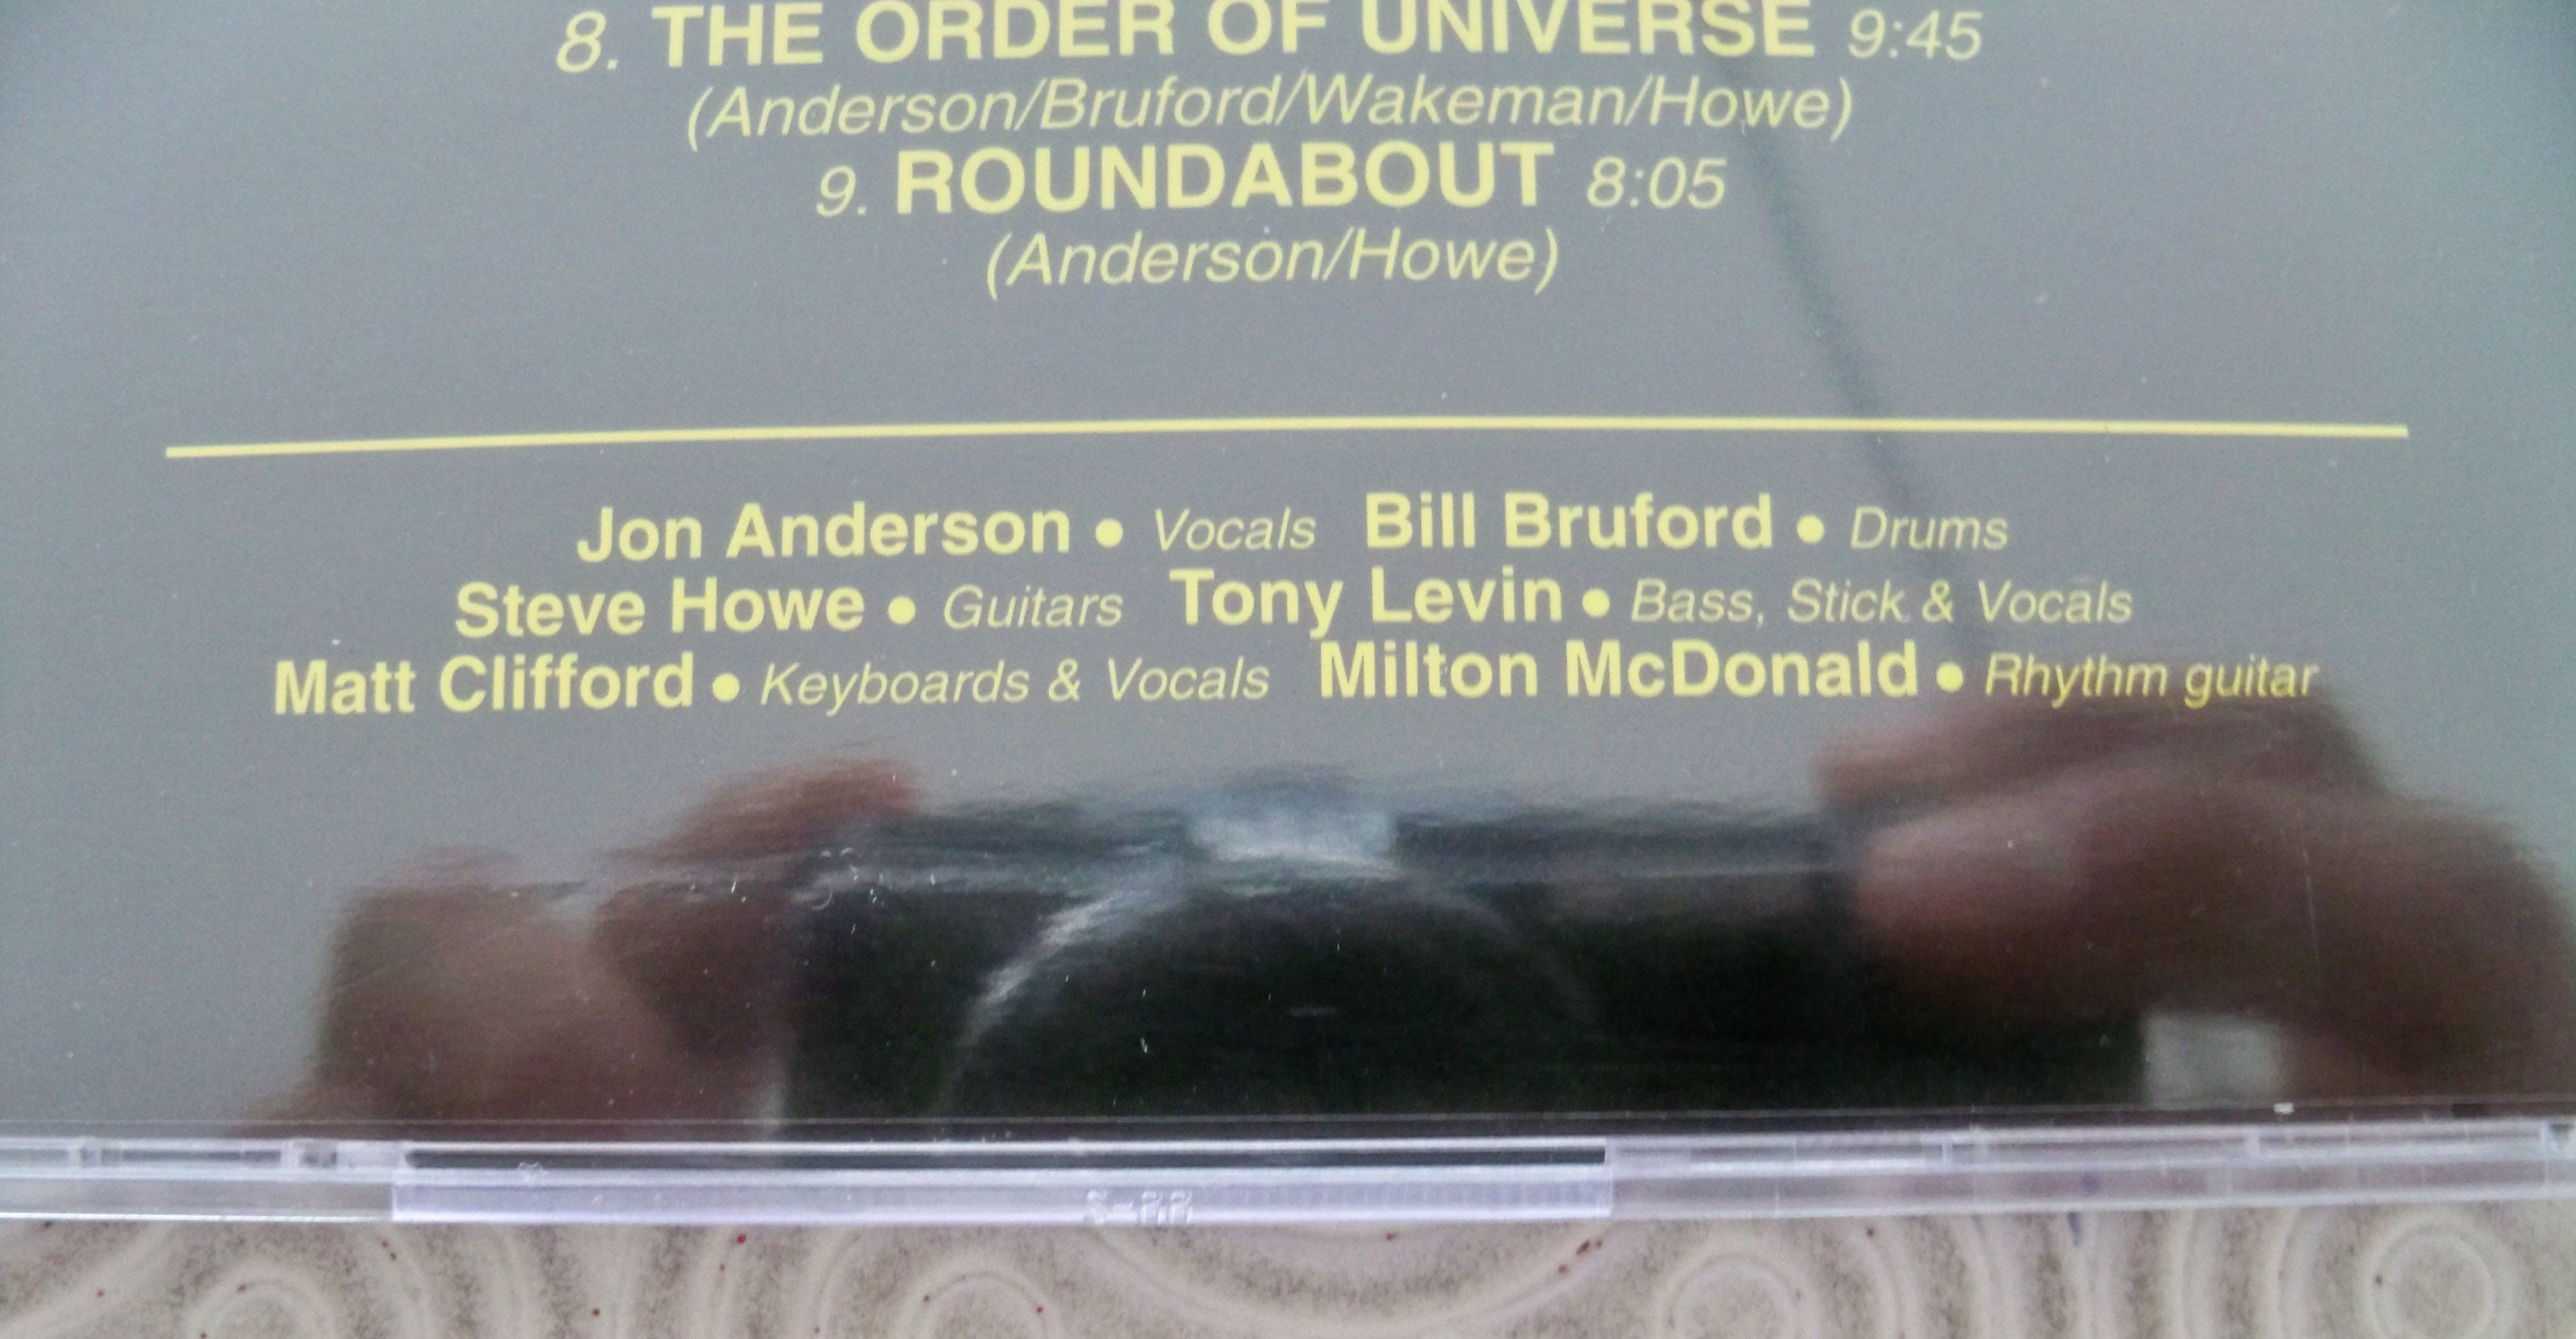 8. THE ORDER OF UNIVERSE 9:45
(Anderson/Bruford/Wakeman/Howe)
9. ROUNDABOUT 8:05
(Anderson/Howe)
Jon Anderson • Vocals Bill Bruford • Drums
Steve Howe • Guitars Tony Levin • Bass, Stick & Vocals
Matt Clifford • Keyboards & Vocals Milton McDonald • Rhythm guitar